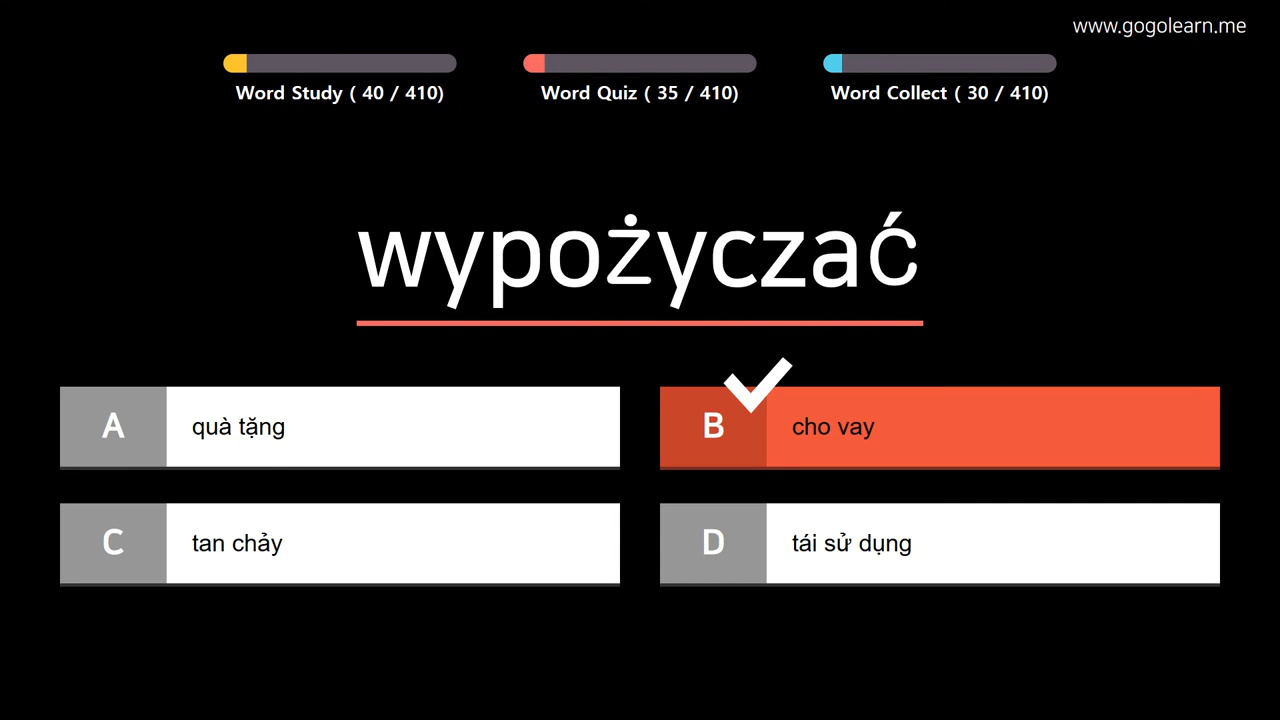 www.gogolearn.me
Word Study ( 40 / 410)
Word Quiz ( 35 / 410)
Word Collect ( 30 / 410)
wypożyczać
A quà tặng
B cho vay
C tan chảy
D tái sử dụng